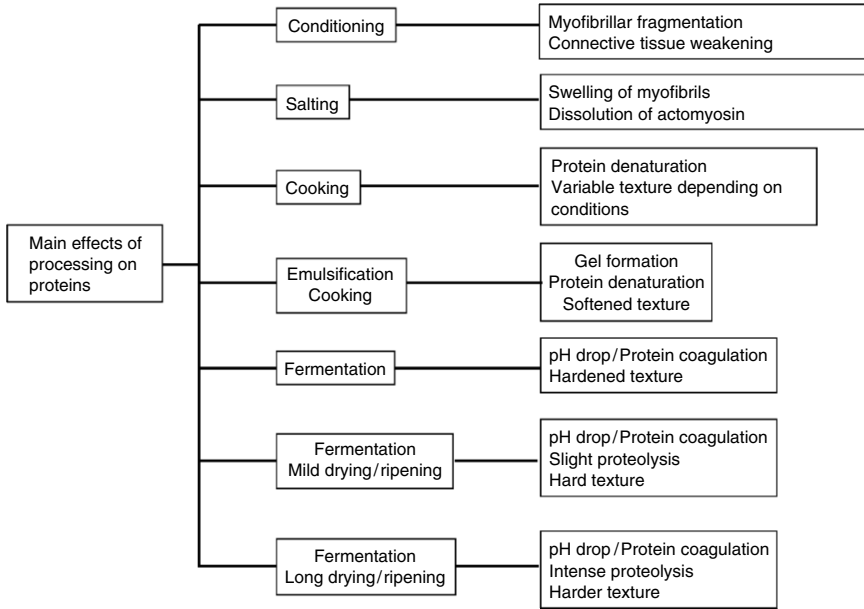 Main effects of
processing on
proteins
Conditioning
Myofibrillar fragmentation
Connective tissue weakening
Salting
Swelling of myofibrils
Dissolution of actomyosin
Cooking
Protein denaturation
Variable texture depending on
conditions
Emulsification
Cooking
Gel formation
Protein denaturation
Softened texture
Fermentation
pH drop/Protein coagulation
Hardened texture
Fermentation
Mild drying/ripening
pH drop/Protein coagulation
Slight proteolysis
Hard texture
Fermentation
Long drying/ripening
pH drop/Protein coagulation
Intense proteolysis
Harder texture